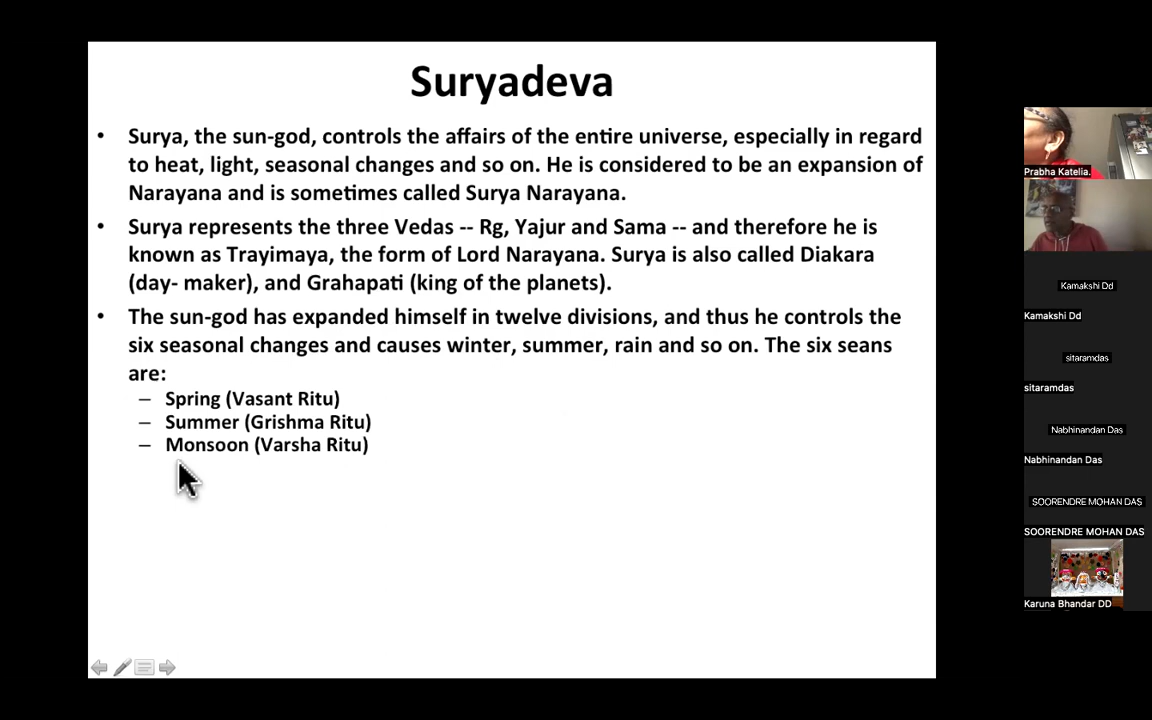 Suryadeva
• Surya, the sun-god, controls the affairs of the entire universe, especially in regard
to heat, light, seasonal changes and so on. He is considered to be an expansion of
Narayana and is sometimes called Surya Narayana.
• Surya represents the three Vedas -- Rg, Yajur and Sama -- and therefore he is
known as Trayimaya, the form of Lord Narayana. Surya is also called Diakara
(day- maker), and Grahapati (king of the planets).
• The sun-god has expanded himself in twelve divisions, and thus he controls the
six seasonal changes and causes winter, summer, rain and so on. The six seans
are:
– Spring (Vasant Ritu)
– Summer (Grishma Ritu)
– Monsoon (Varsha Ritu)
Prabha Katelia.
Kamakshi Dd
Kamakshi Dd
sitaramdas
sitaramdas
Nabhinandan Das
Nabhinandan Das
SOORENDRE MOHAN DAS
SOORENDRE MOHAN DAS
Karuna Bhandar DD